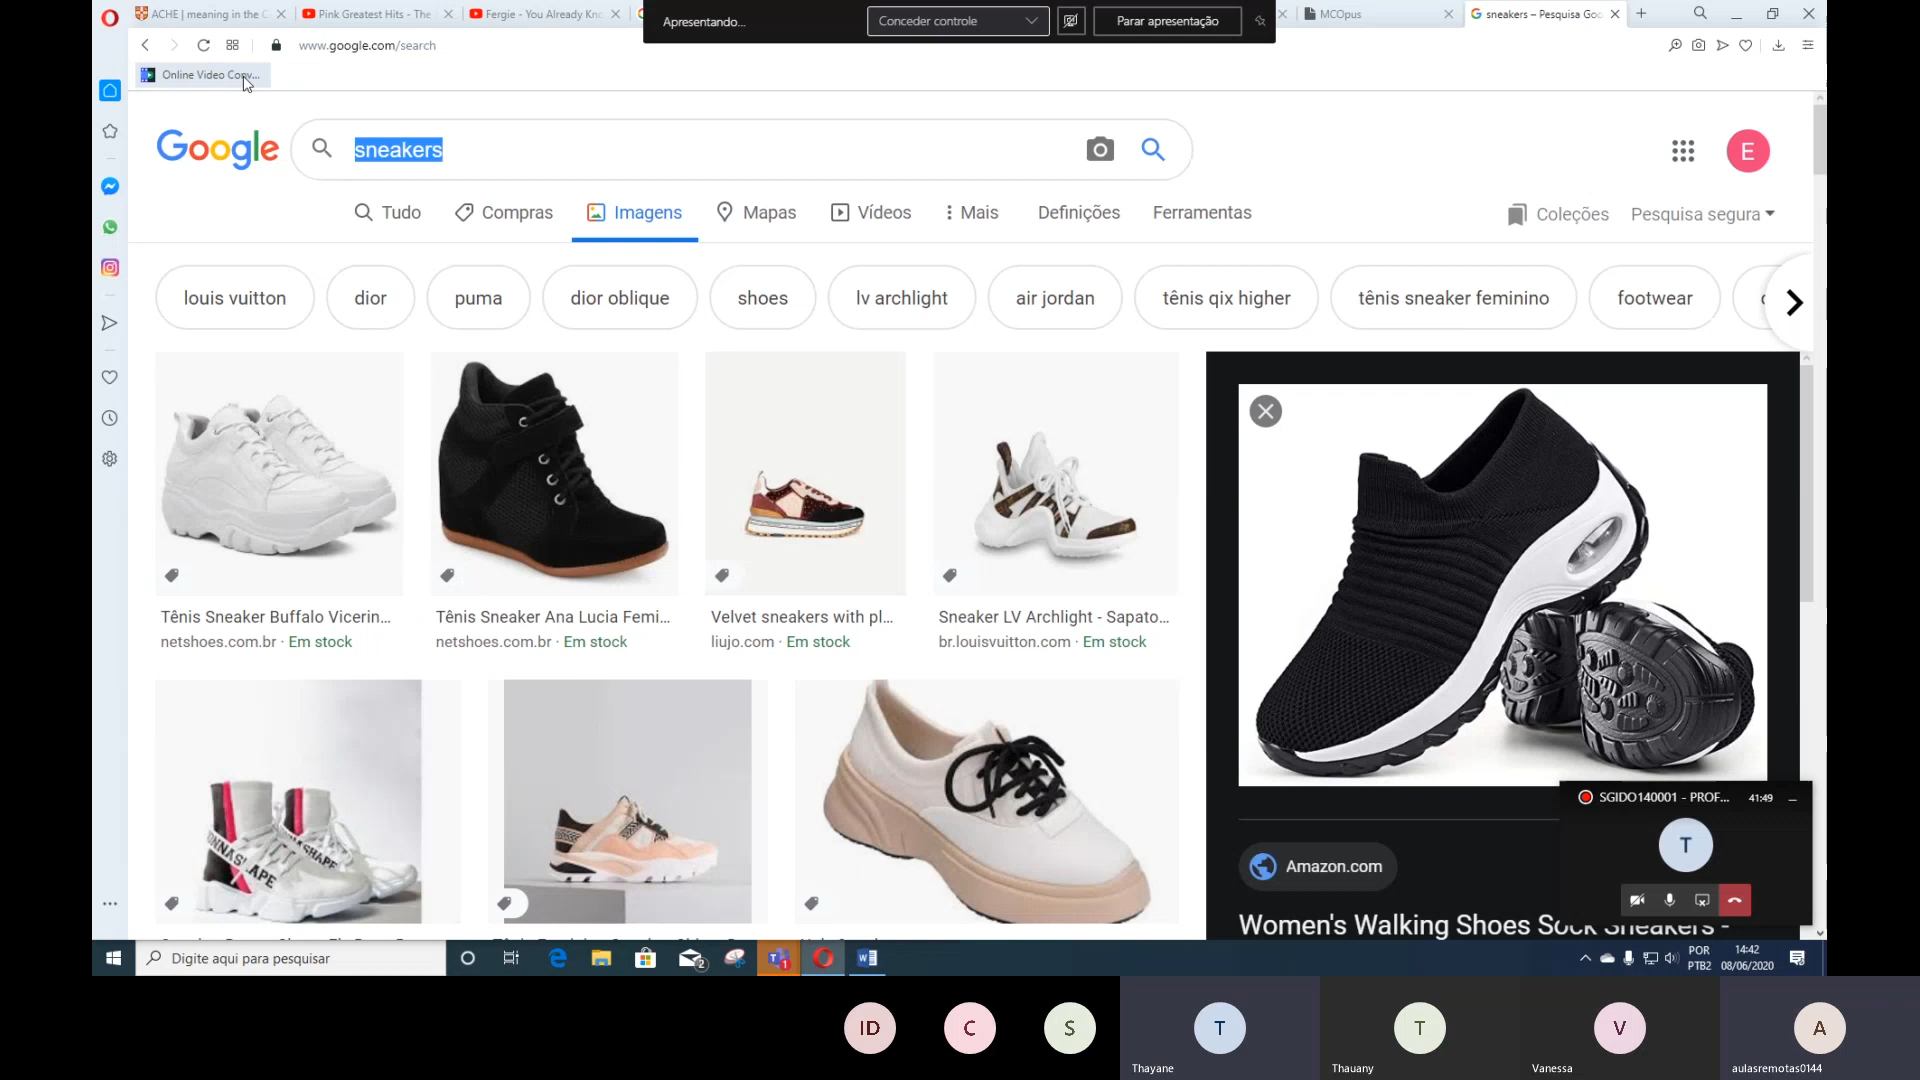 ACHE | meaning in the C
Pink Greatest Hits - The
Fergie - You Already Kno
Apresentando...
Conceder controle
Parar apresentação
MCOpus
sneakers – Pesquisa Goo
www.google.com/search
Online Video Conv...
Google
sneakers
E
Tudo
Compras
Imagens
Mapas
Vídeos
Mais
Definições
Ferramentas
Coleções
Pesquisa segura
louis vuitton
dior
puma
dior oblique
shoes
lv archlight
air jordan
tênis qix higher
tênis sneaker feminino
footwear
Tênis Sneaker Buffalo Vicerin...
netshoes.com.br · Em stock
Tênis Sneaker Ana Lucia Femi...
netshoes.com.br · Em stock
Velvet sneakers with pl...
liujo.com · Em stock
Sneaker LV Archlight - Sapato...
br.louisvuitton.com · Em stock
Amazon.com
Women's Walking Shoes Sock Sneakers -
SGIDO140001 - PROF...
41:49
T
Digite aqui para pesquisar
2
1
POR
PTB2
14:42
08/06/2020
ID
C
S
T
Thayane
T
Thauany
V
Vanessa
A
aulasremotas0144